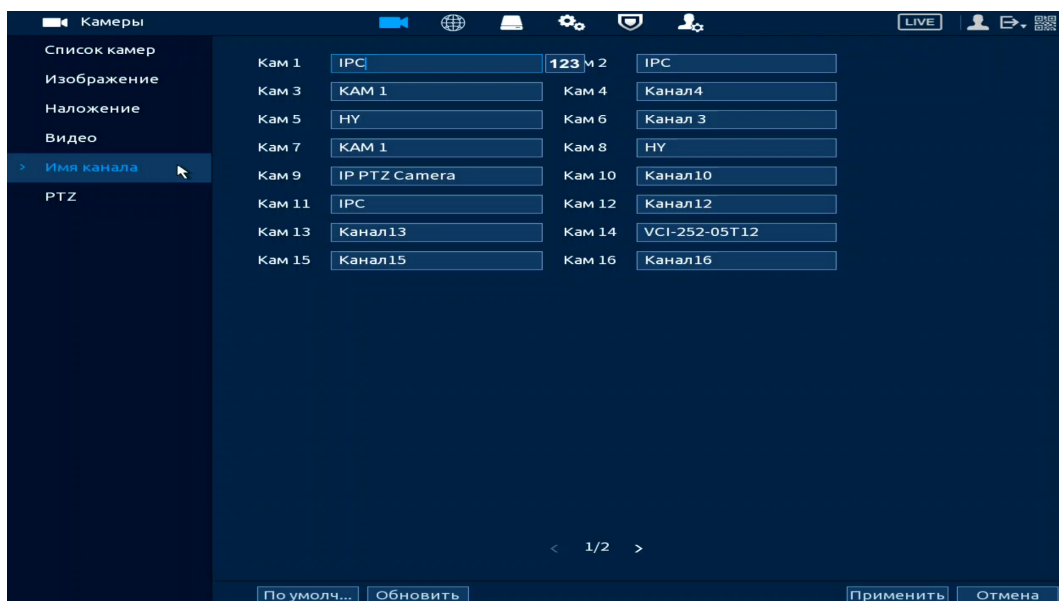 Камеры LIVE
Список камер
Изображение
Наложение
Видео
> Имя канала
PTZ
Кам 1 IPC 123 м 2 IPC
Кам 3 КАМ 1 Кам 4 Канал4
Кам 5 HY Кам 6 Канал 3
Кам 7 КАМ 1 Кам 8 HY
Кам 9 IP PTZ Camera Кам 10 Канал10
Кам 11 IPC Кам 12 Канал12
Кам 13 Канал13 Кам 14 VCI-252-05T12
Кам 15 Канал15 Кам 16 Канал16
< 1/2 >
По умолч... Обновить Применить Отмена